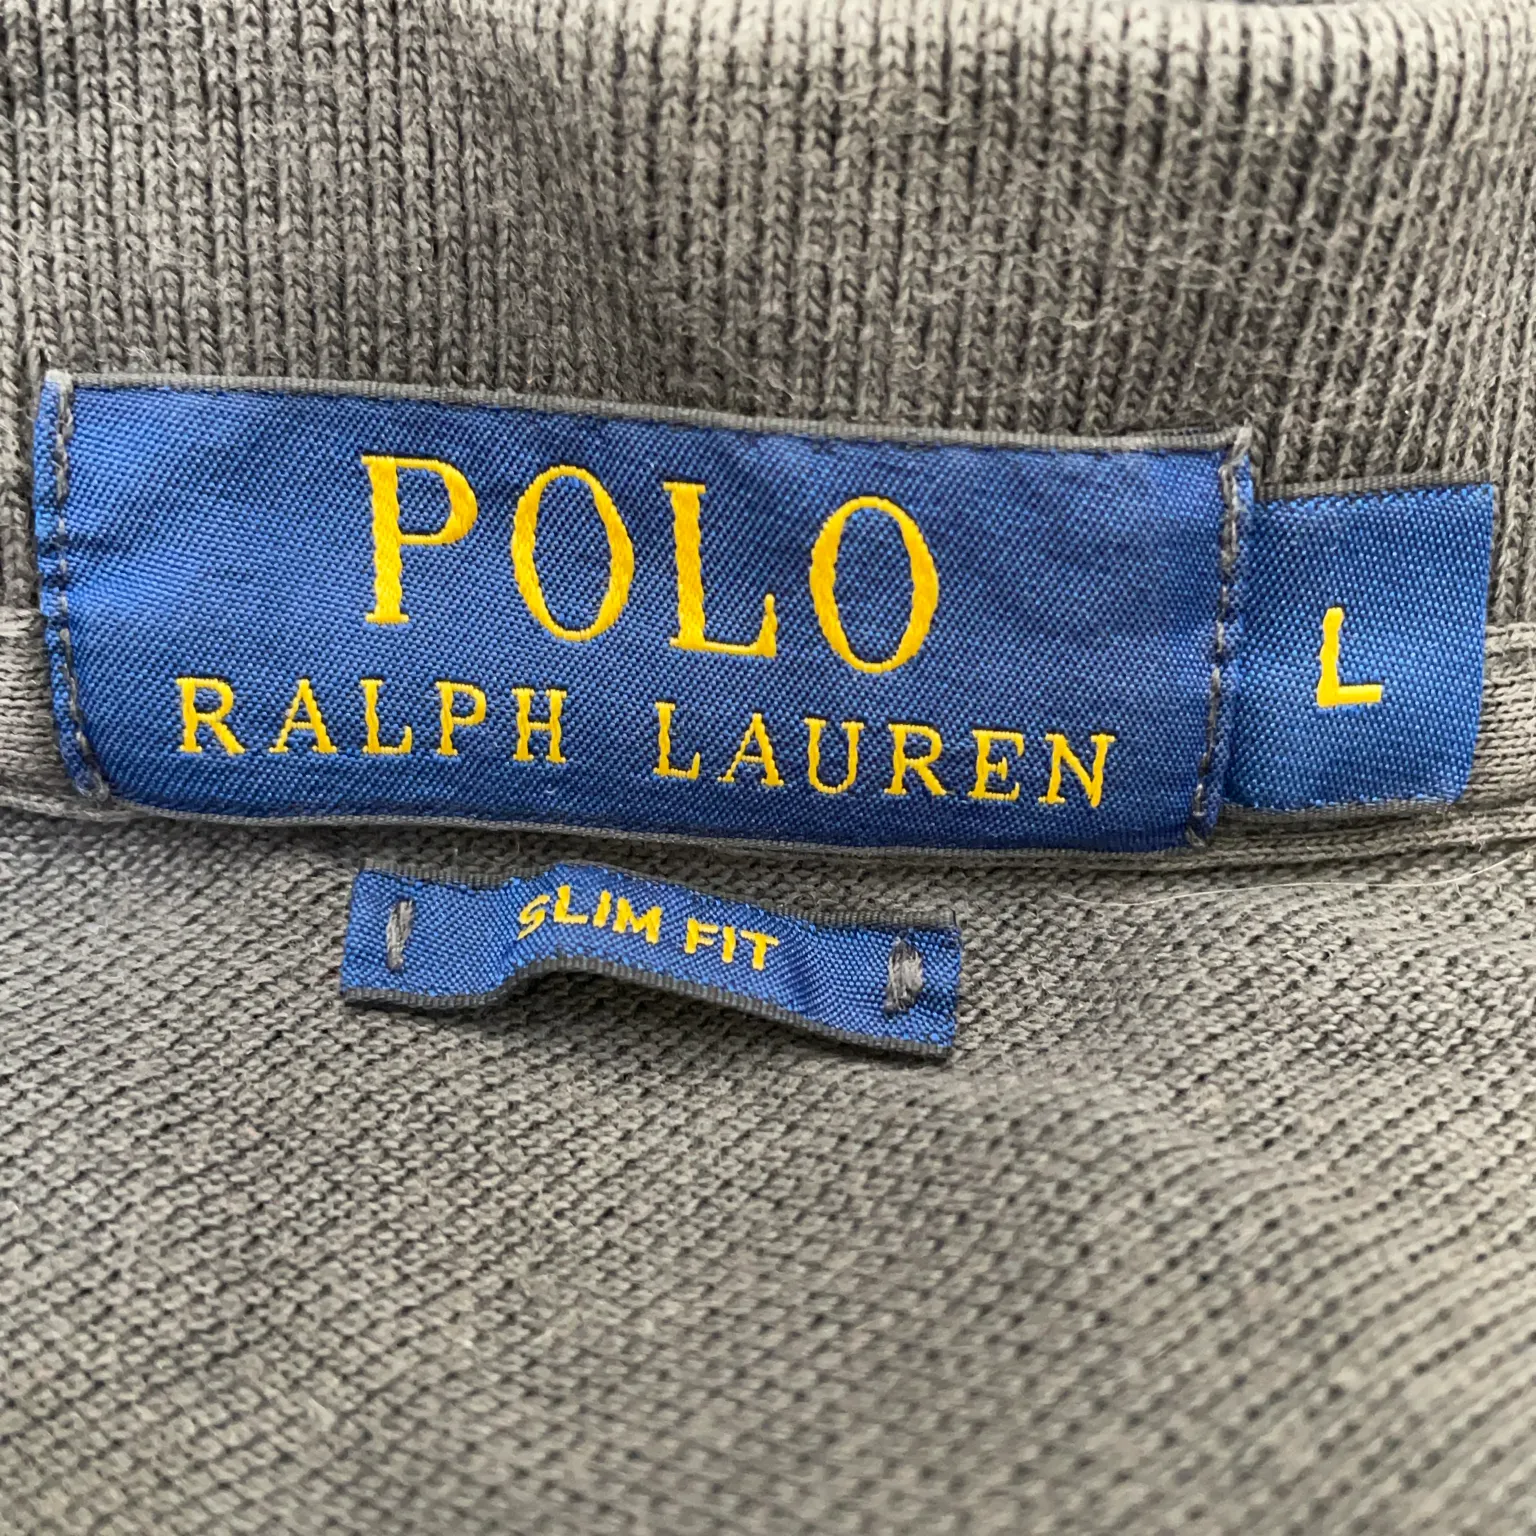 POLO
RALPH LAUREN
L
SLIM FIT